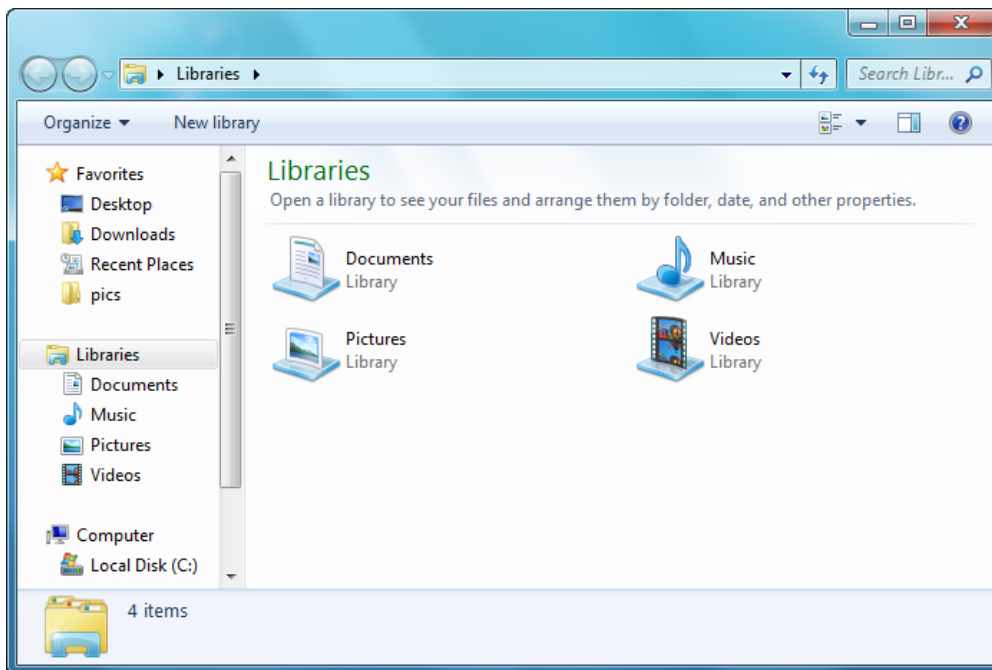 Libraries
Search Libr...
Organize New library
Favorites
Desktop
Downloads
Recent Places
pics
Libraries
Documents
Music
Pictures
Videos
Computer
Local Disk (C:)
Libraries
Open a library to see your files and arrange them by folder, date, and other properties.
Documents
Library
Music
Library
Pictures
Library
Videos
Library
4 items